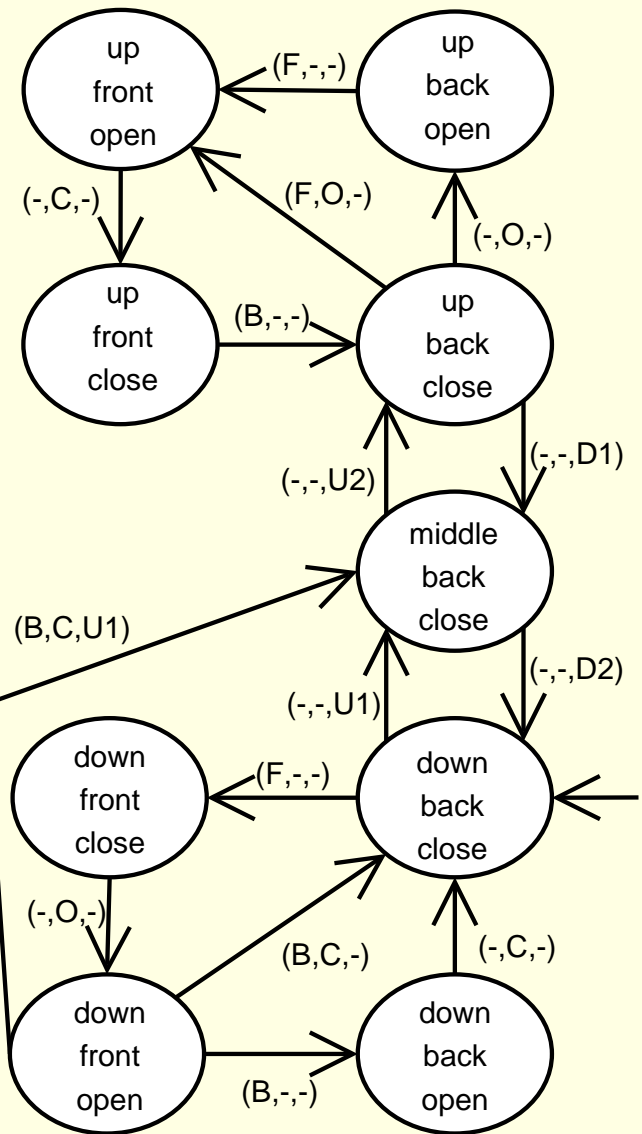 up
front
open
(F,-,-)
up
back
open
(-,C,-)
(F,O,-)
(-,O,-)
up
front
close
(B,-,-)
up
back
close
(-,-,U2)
(-,-,D1)
middle
back
close
(B,C,U1)
(-,-,U1)
(-,-,D2)
down
front
close
(F,-,-)
down
back
close
(-,O,-)
(B,C,-)
(-,C,-)
down
front
open
(B,-,-)
down
back
open